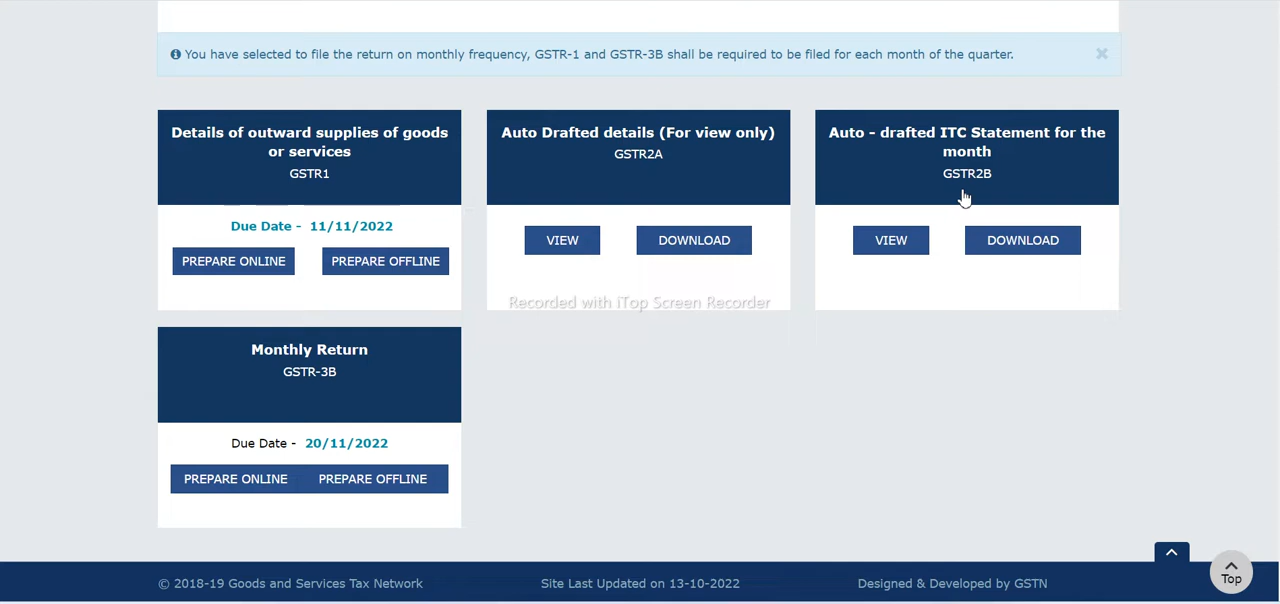 You have selected to file the return on monthly frequency, GSTR-1 and GSTR-3B shall be required to be filed for each month of the quarter.
Details of outward supplies of goods
or services
GSTR1
Due Date - 11/11/2022
PREPARE ONLINE PREPARE OFFLINE
Auto Drafted details (For view only)
GSTR2A
VIEW DOWNLOAD
Auto - drafted ITC Statement for the
month
GSTR2B
VIEW DOWNLOAD
Recorded with iTop Screen Recorder
Monthly Return
GSTR-3B
Due Date - 20/11/2022
PREPARE ONLINE PREPARE OFFLINE
© 2018-19 Goods and Services Tax Network Site Last Updated on 13-10-2022 Designed & Developed by GSTN
Top